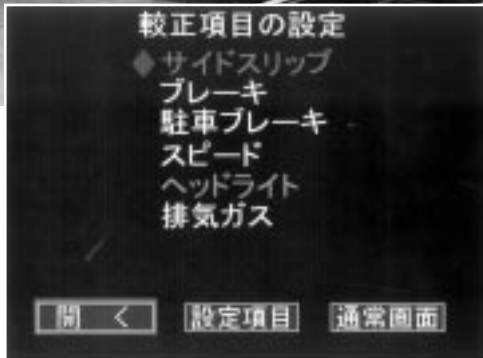 較正項目の設定
◆サイドスリップ
ブレーキ
駐車ブレーキ
スピード
ヘッドライト
排気ガス
開 く 設定項目 通常画面